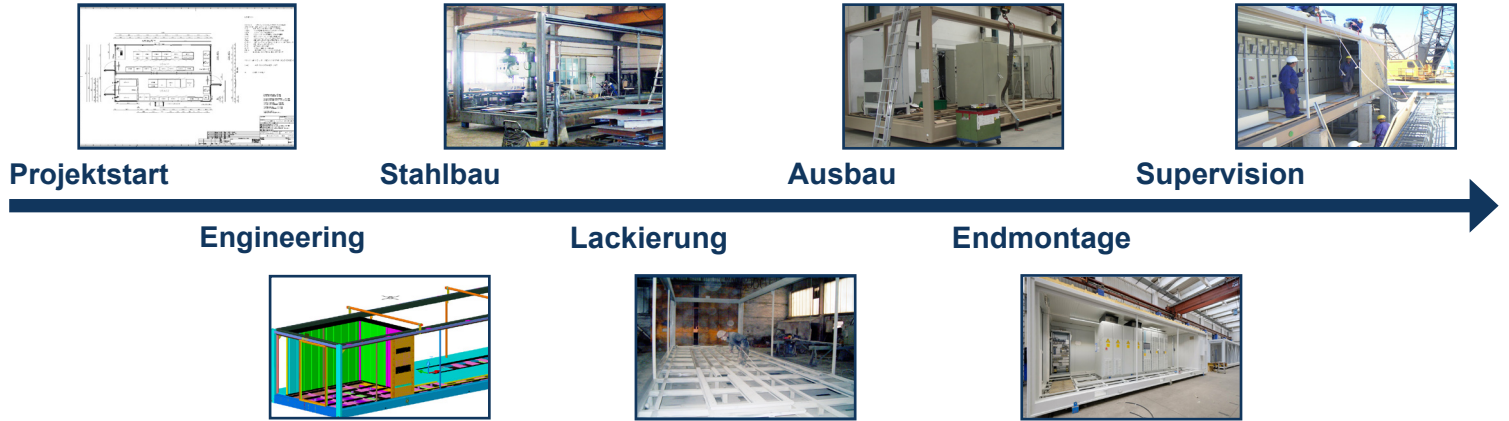 Projektstart
Engineering
Stahlbau
Lackierung
Ausbau
Endmontage
Supervision